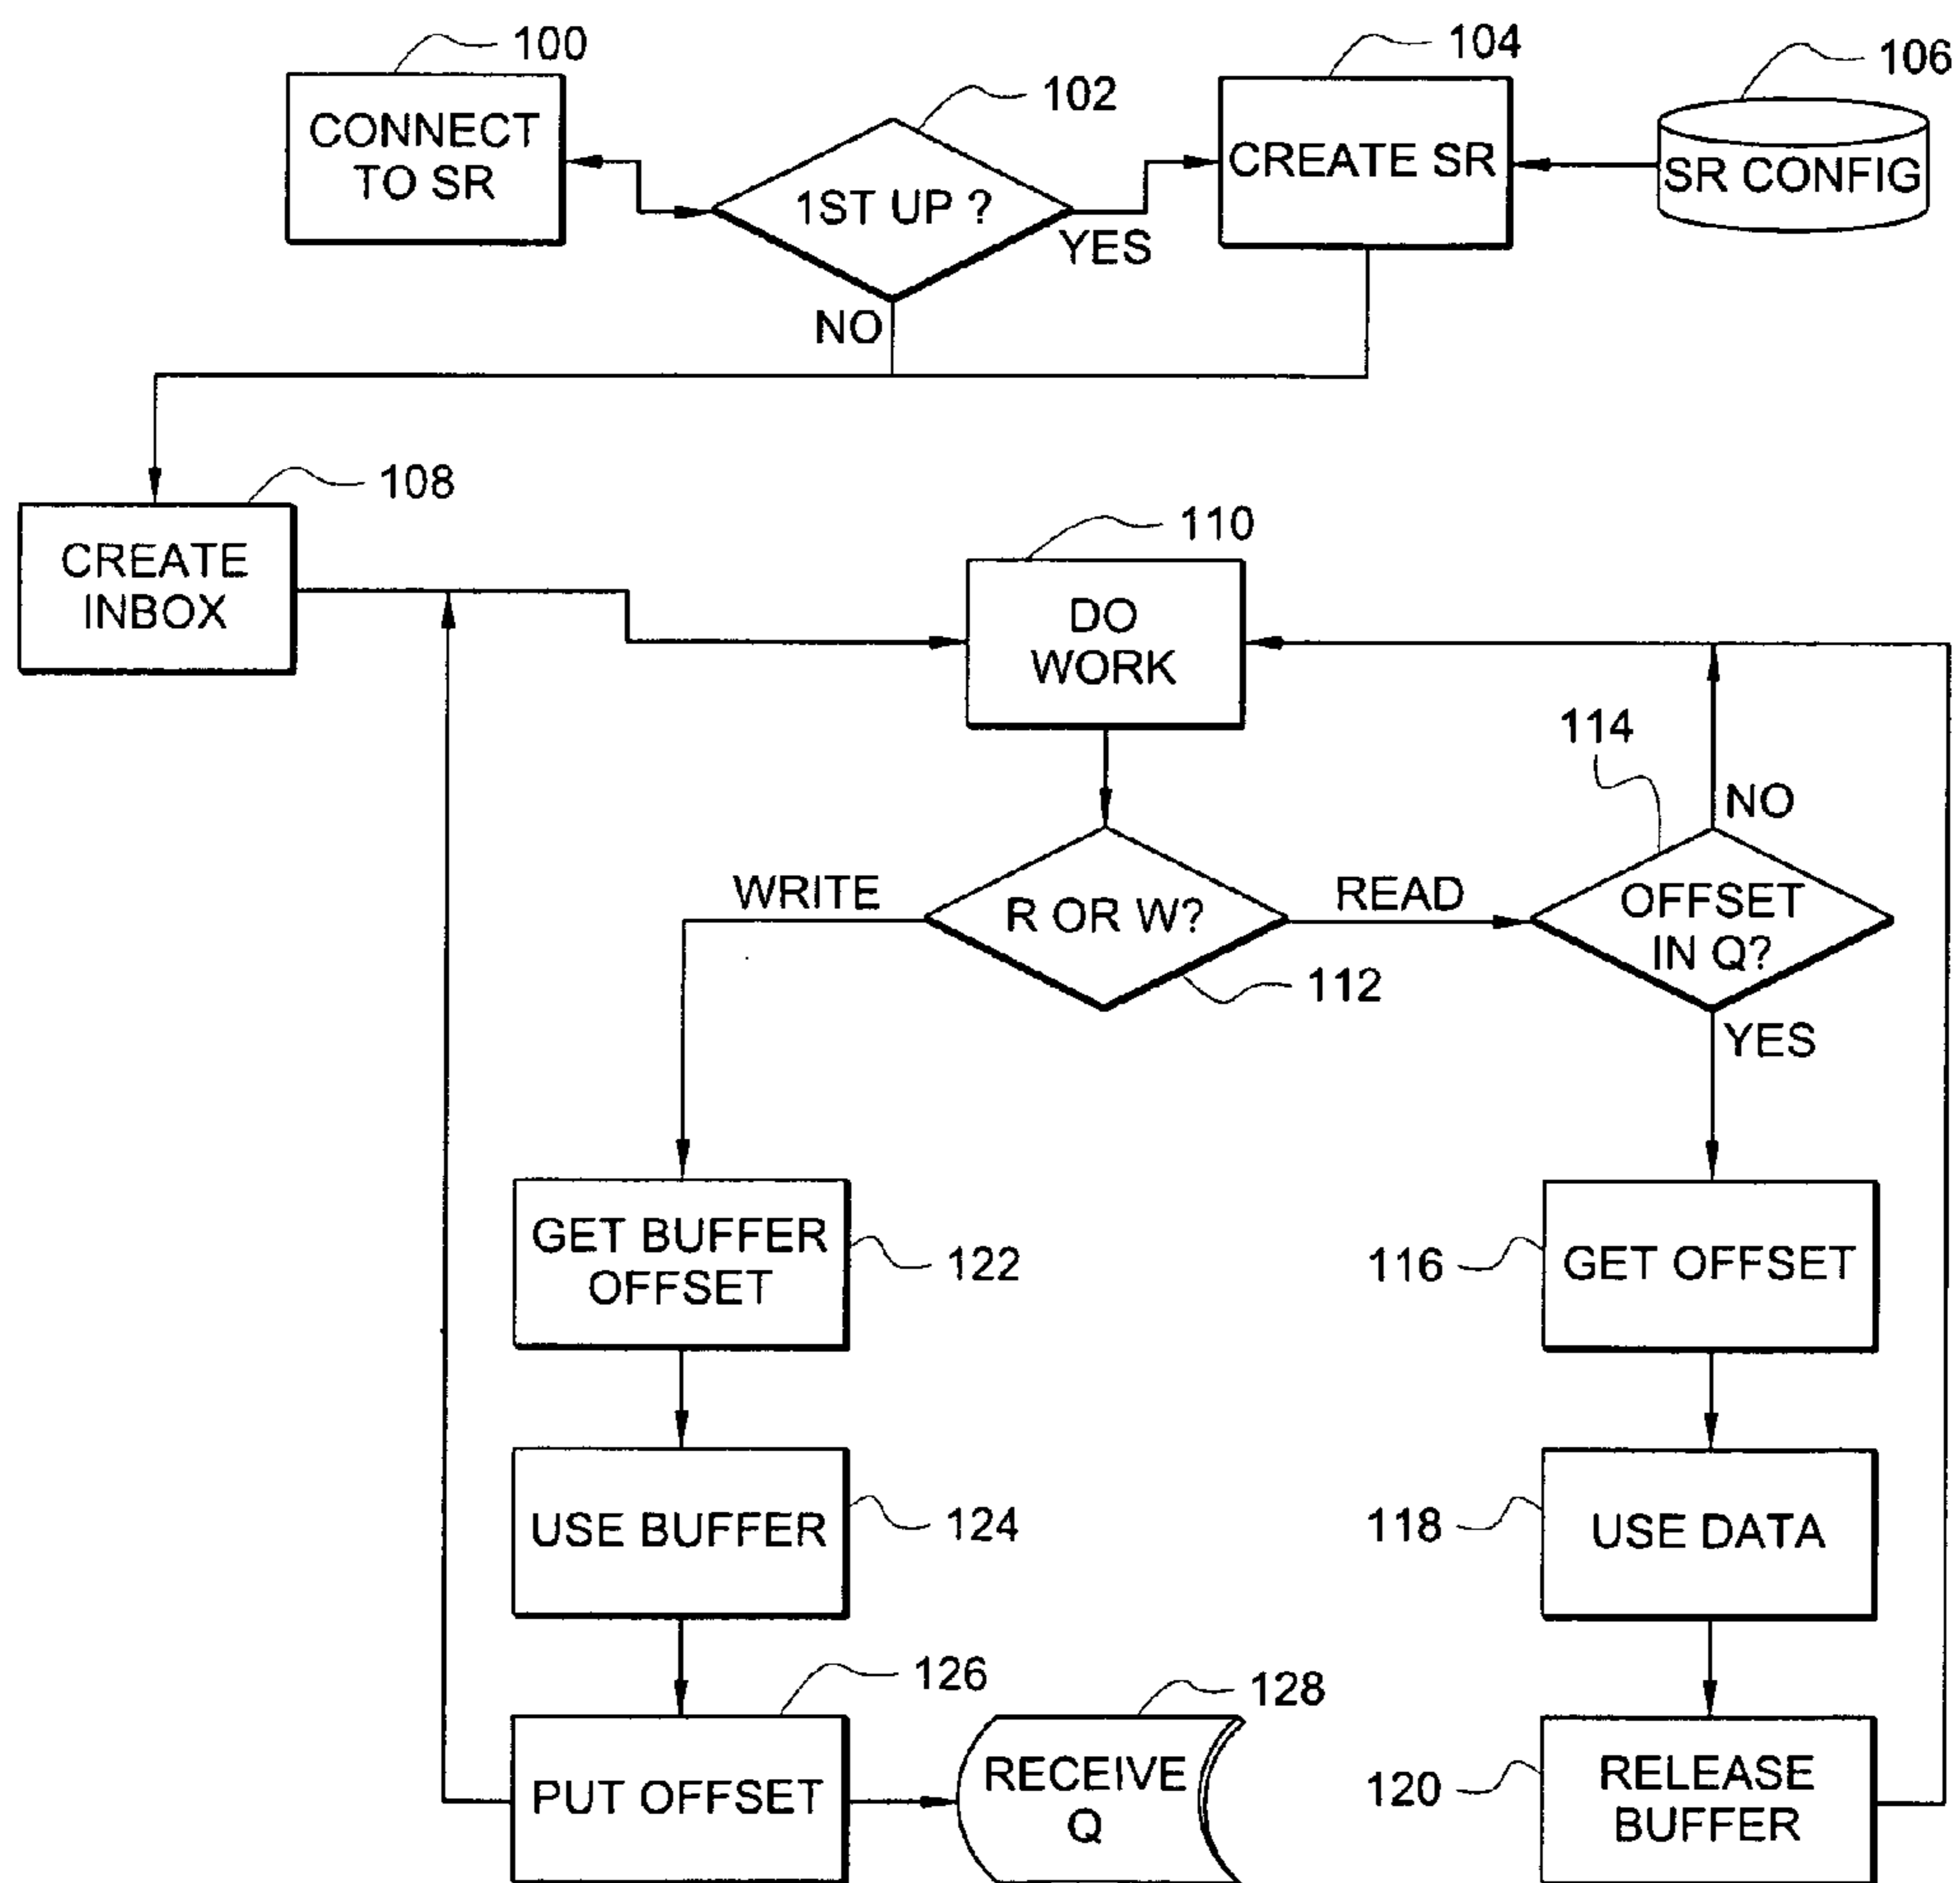 100
CONNECT
TO SR
102
1ST UP ?
YES
NO
104
CREATE SR
106
SR CONFIG
108
CREATE
INBOX
110
DO
WORK
112
R OR W?
WRITE
READ
114
OFFSET
IN Q?
NO
YES
GET BUFFER
OFFSET
122
116
GET OFFSET
USE BUFFER
124
118
USE DATA
126
PUT OFFSET
128
RECEIVE
Q
120
RELEASE
BUFFER